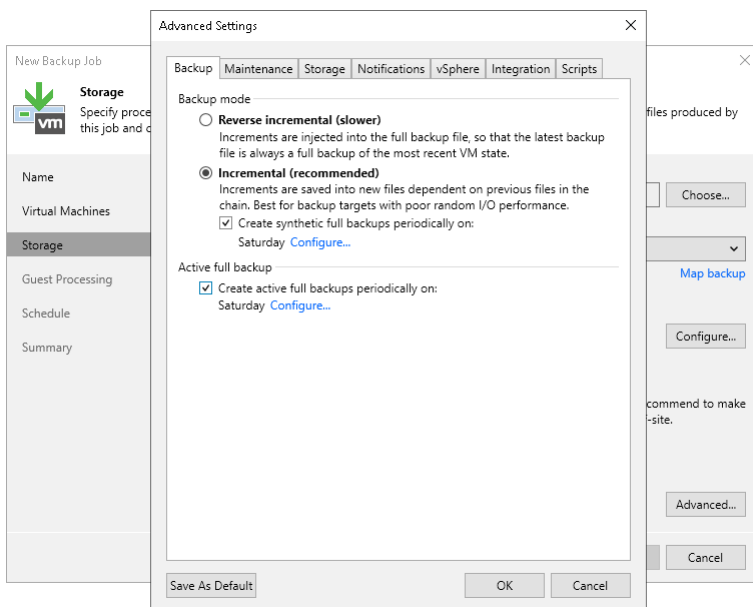 Advanced Settings
New Backup Job
Storage
Specify proce
this job and c
files produced by
vm
Name
Virtual Machines
Storage
Guest Processing
Schedule
Summary
Backup Maintenance Storage Notifications vSphere Integration Scripts
Backup mode
Reverse incremental (slower)
Increments are injected into the full backup file, so that the latest backup
file is always a full backup of the most recent VM state.
Incremental (recommended)
Increments are saved into new files dependent on previous files in the
chain. Best for backup targets with poor random I/O performance.
Create synthetic full backups periodically on:
Saturday Configure...
Active full backup
Create active full backups periodically on:
Saturday Configure...
Choose...
Map backup
Configure...
commend to make
-site.
Advanced...
Cancel
Save As Default OK Cancel